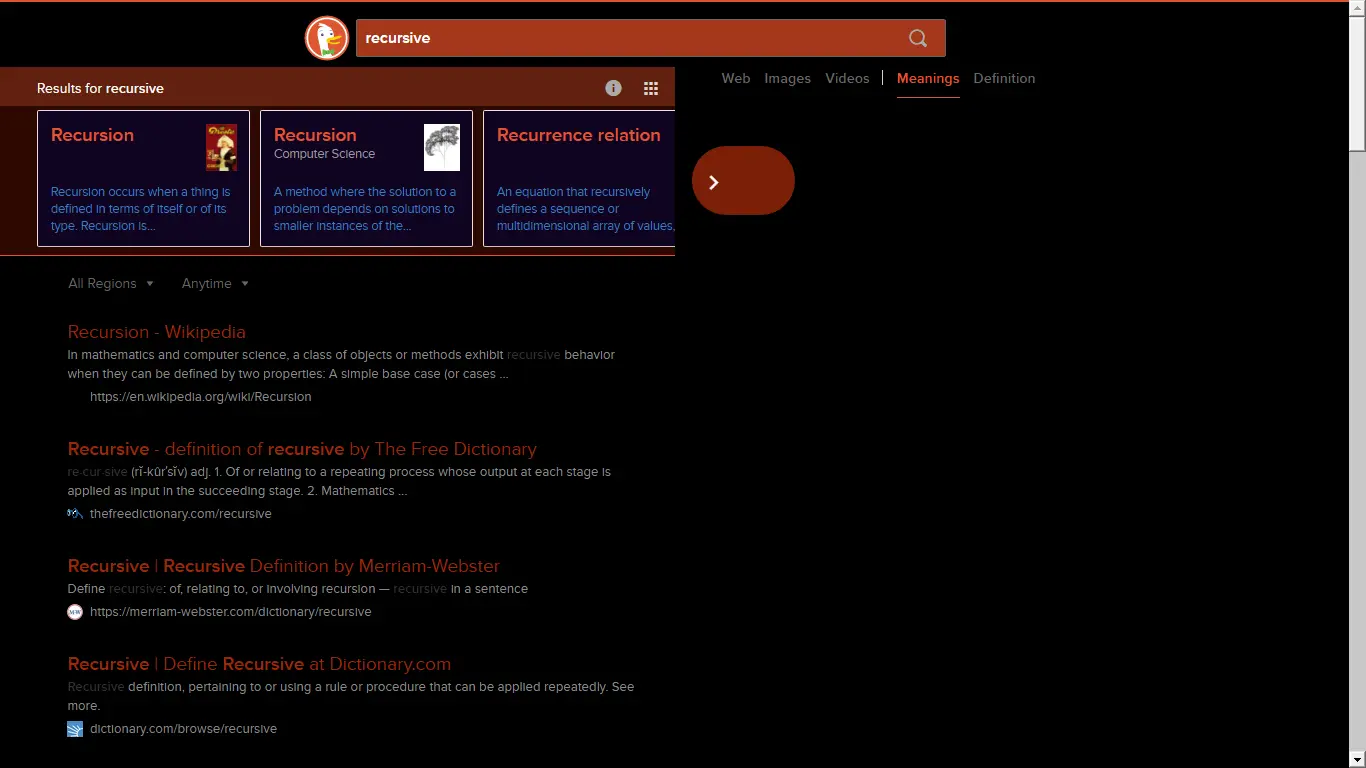 recursive
Results for recursive
Web Images Videos Meanings Definition
Recursion
Recursion occurs when a thing is
defined in terms of itself or of its
type. Recursion is...
Recursion
Computer Science
A method where the solution to a
problem depends on solutions to
smaller instances of the...
Recurrence relation
An equation that recursively
defines a sequence or
multidimensional array of values,
All Regions Anytime
Recursion - Wikipedia
In mathematics and computer science, a class of objects or methods exhibit recursive behavior
when they can be defined by two properties: A simple base case (or cases ...
https://en.wikipedia.org/wiki/Recursion
Recursive - definition of recursive by The Free Dictionary
re·cur·sive (rĭ-kûr′sĭv) adj. 1. Of or relating to a repeating process whose output at each stage is
applied as input in the succeeding stage. 2. Mathematics ...
thefreedictionary.com/recursive
Recursive | Recursive Definition by Merriam-Webster
Define recursive: of, relating to, or involving recursion — recursive in a sentence
https://merriam-webster.com/dictionary/recursive
Recursive | Define Recursive at Dictionary.com
Recursive definition, pertaining to or using a rule or procedure that can be applied repeatedly. See
more.
dictionary.com/browse/recursive